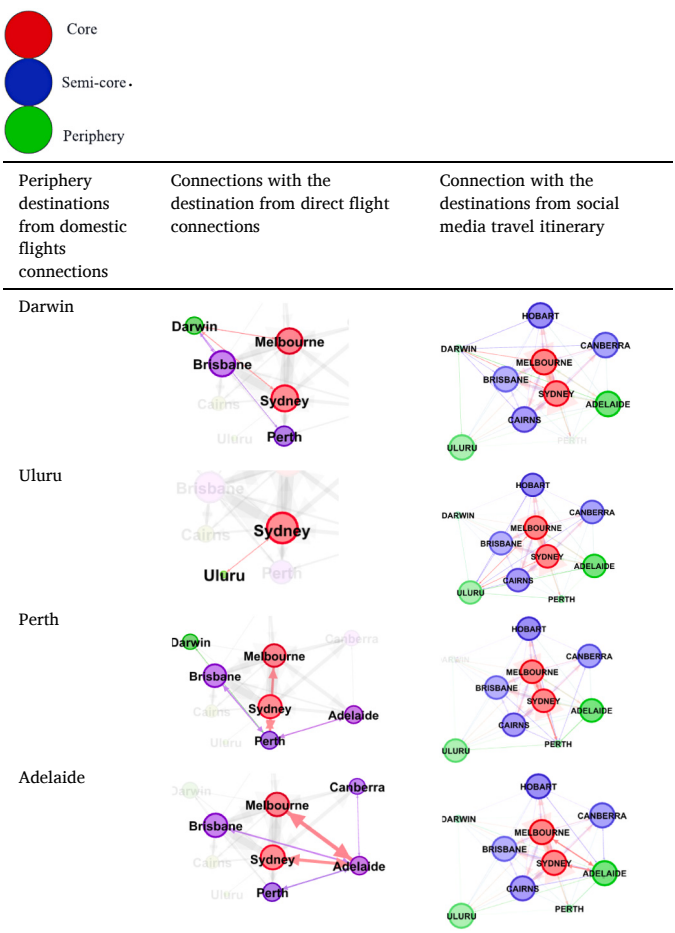 Core
Semi-core.
Periphery
Periphery
destinations
from domestic
flights
connections
Connections with the
destination from direct flight
connections
Connection with the
destinations from social
media travel itinerary
Darwin
Darwin
Melbourne
Brisbane
Cairns
Sydney
Uluru
Perth
HOBART
DARWIN
CANBERRA
MELBOURNE
BRISBANE
SYDNEY
ADELAIDE
CAIRNS
PERTH
ULURU
Uluru
Brisbane
Cairns
Sydney
Uluru
Perth
HOBART
DARWIN
CANBERRA
MELBOURNE
BRISBANE
SYDNEY
ADELAIDE
CAIRNS
ULURU
PERTH
Perth
Darwin
Canberra
Melbourne
Brisbane
Cairns
Sydney
Adelaide
Uluru
Perth
HOBART
DARWIN
CANBERRA
MELBOURNE
BRISBANE
SYDNEY
ADELAIDE
CAIRNS
PERTH
ULURU
Adelaide
Darwin
Canberra
Melbourne
Brisbane
Cairns
Sydney
Adelaide
Uluru
Perth
HOBART
DARWIN
CANBERRA
MELBOURNE
BRISBANE
SYDNEY
ADELAIDE
CAIRNS
PERTH
ULURU